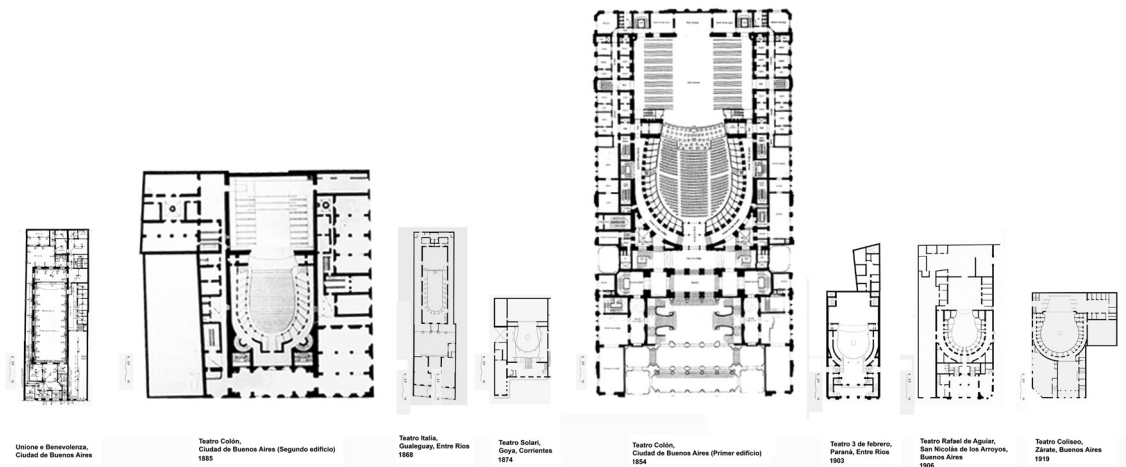 Unione e Benevolenza,
Ciudad de Buenos Aires
Teatro Colón,
Ciudad de Buenos Aires (Segundo edificio)
1885
Teatro Italia,
Gualeguay, Entre Ríos
1868
Teatro Solari,
Goya, Corrientes
1874
Teatro Colón,
Ciudad de Buenos Aires (Primer edificio)
1854
Teatro 3 de febrero,
Paraná, Entre Ríos
1903
Teatro Rafael de Aguiar,
San Nicolás de los Arroyos,
Buenos Aires
1906
Teatro Coliseo,
Zárate, Buenos Aires
1919